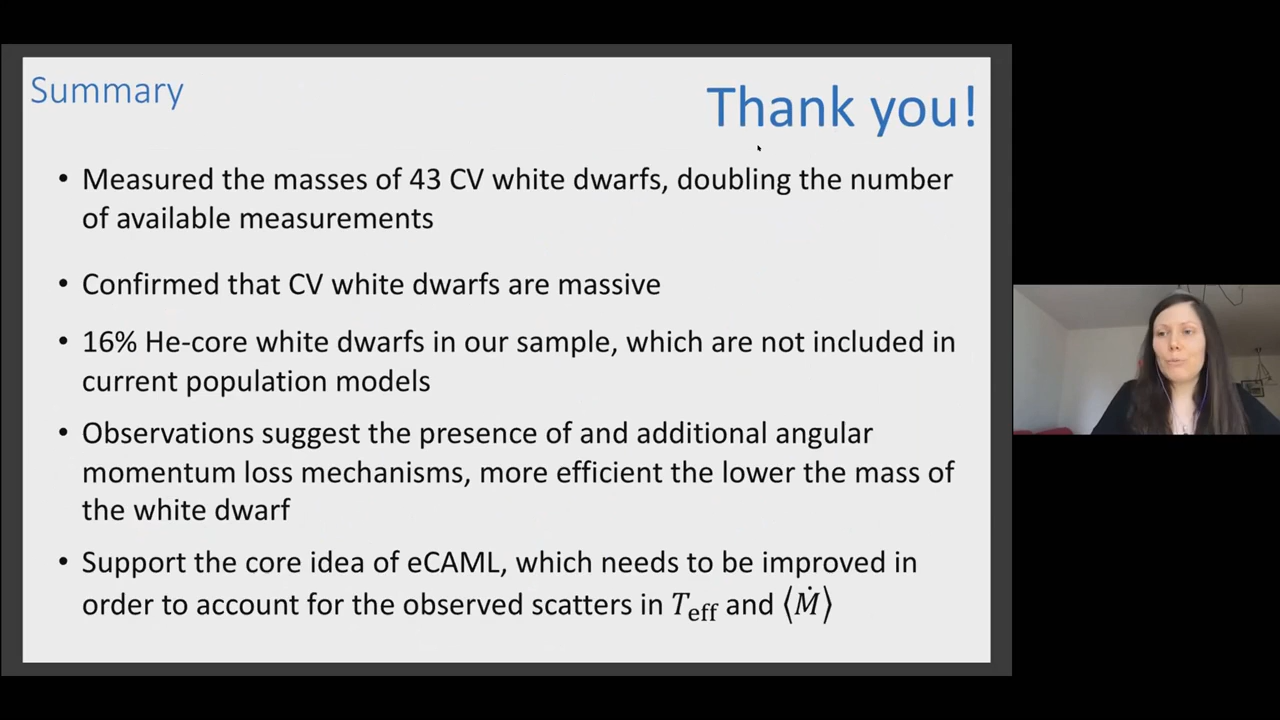 Summary
Thank you!
• Measured the masses of 43 CV white dwarfs, doubling the number
of available measurements
• Confirmed that CV white dwarfs are massive
• 16% He-core white dwarfs in our sample, which are not included in
current population models
• Observations suggest the presence of and additional angular
momentum loss mechanisms, more efficient the lower the mass of
the white dwarf
• Support the core idea of eCAML, which needs to be improved in
order to account for the observed scatters in T_eff and ⟨Ṁ⟩